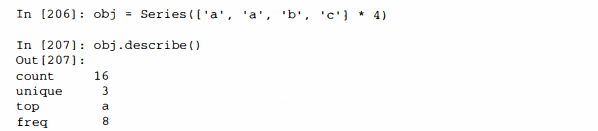 In [206]: obj = Series(['a', 'a', 'b', 'c'] * 4)
In [207]: obj.describe()
Out[207]:
count 16
unique 3
top a
freq 8